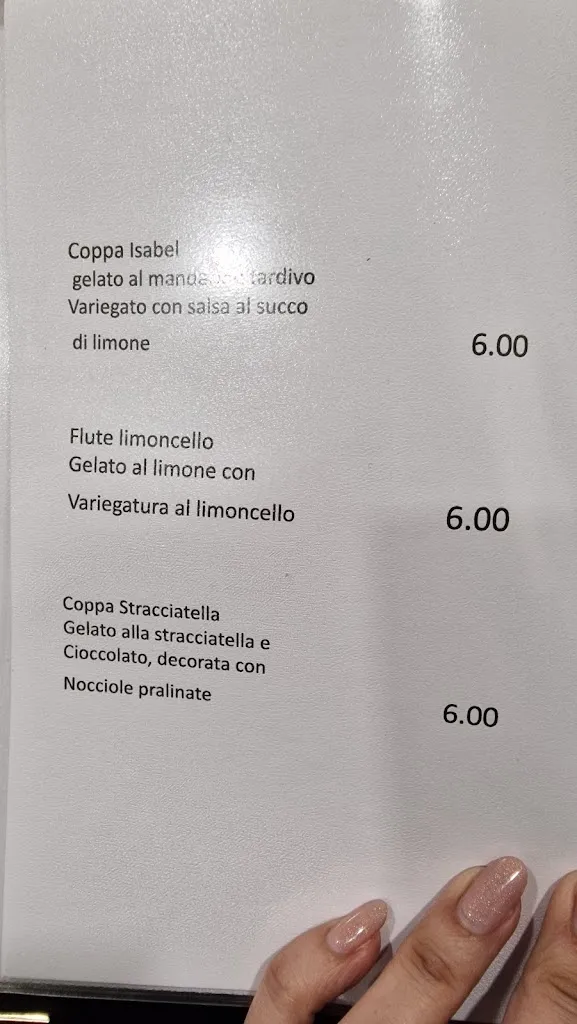 Coppa Isabel
gelato al tardivo
Variegato con salsa al succo
di limone
6.00
Flute limoncello
Gelato al limone con
Variegatura al limoncello
6.00
Coppa Stracciatella
Gelato alla stracciatella e
Cioccolato, decorata con
Nocciole pralinate
6.00